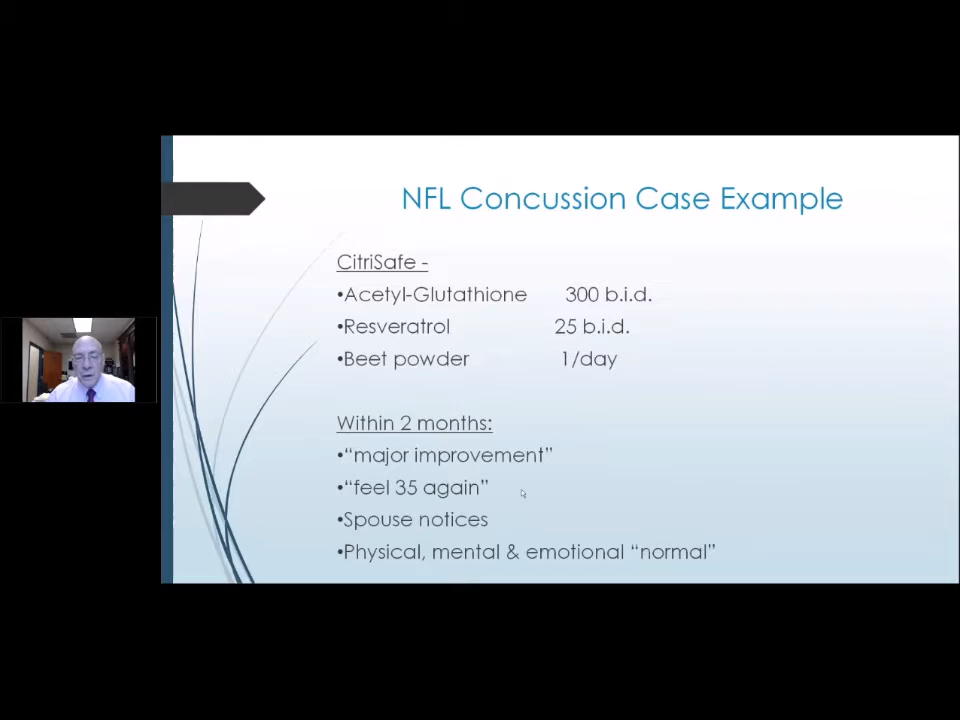 NFL Concussion Case Example
CitriSafe -
•Acetyl-Glutathione 300 b.i.d.
•Resveratrol 25 b.i.d.
•Beet powder 1/day
Within 2 months:
•“major improvement”
•“feel 35 again”
•Spouse notices
•Physical, mental & emotional “normal”